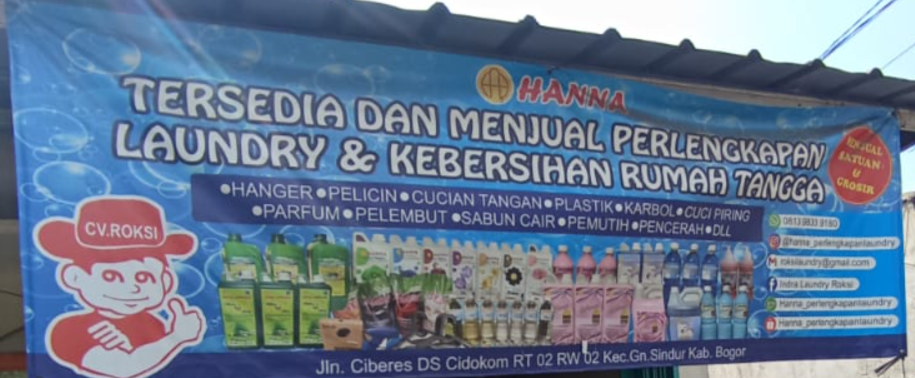 HANNA
TERSEDIA DAN MENJUAL PERLENGKAPAN
LAUNDRY & KEBERSIHAN RUMAH TANGGA
MENJUAL
SATUAN
&
GROSIR
•HANGER •PELICIN •CUCIAN TANGAN •PLASTIK •KARBOL •CUCI PIRING
•PARFUM •PELEMBUT •SABUN CAIR •PEMUTIH •PENCERAH •DLL
CV.ROKSI
@hanna_perlengkapanlaundry
rokslaundry@gmail.com
Indra Laundry Roksi
Hanna_perlengkapanlaundry
Hanna_perlengkapanlaundry
Jln. Ciberes DS Cidokom RT 02 RW 02 Kec.Gn.Sindur Kab. Bogor